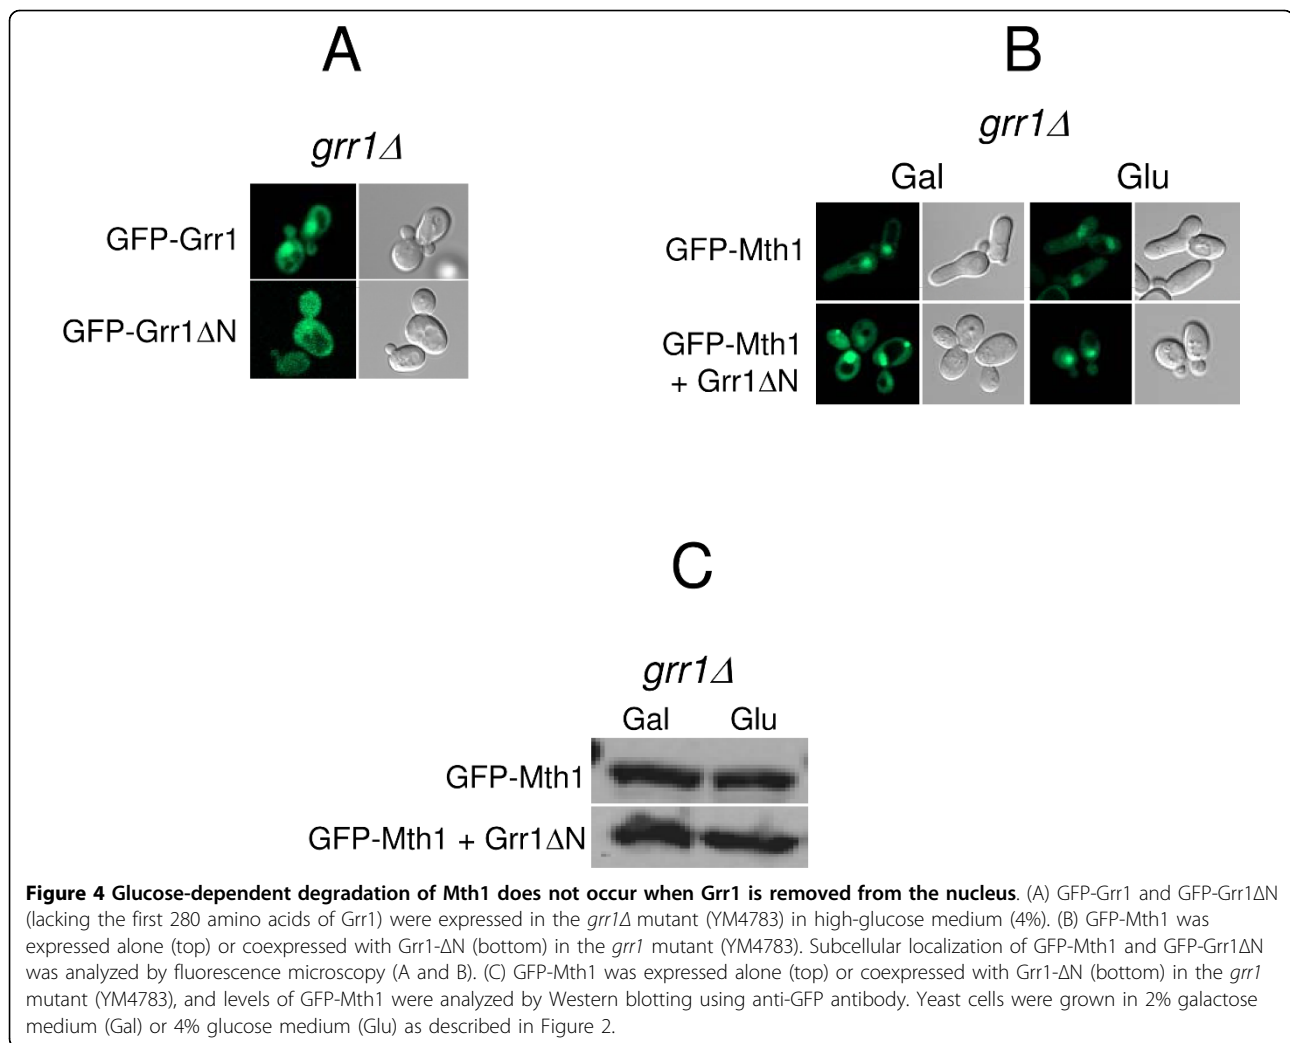 A
grr1Δ
GFP-Grr1
GFP-Grr1ΔN
B
grr1Δ
Gal Glu
GFP-Mth1
GFP-Mth1
+ Grr1ΔN
C
grr1Δ
Gal Glu
GFP-Mth1
GFP-Mth1 + Grr1ΔN
Figure 4 Glucose-dependent degradation of Mth1 does not occur when Grr1 is removed from the nucleus. (A) GFP-Grr1 and GFP-Grr1ΔN
(lacking the first 280 amino acids of Grr1) were expressed in the grr1Δ mutant (YM4783) in high-glucose medium (4%). (B) GFP-Mth1 was
expressed alone (top) or coexpressed with Grr1-ΔN (bottom) in the grr1 mutant (YM4783). Subcellular localization of GFP-Mth1 and GFP-Grr1ΔN
was analyzed by fluorescence microscopy (A and B). (C) GFP-Mth1 was expressed alone (top) or coexpressed with Grr1-ΔN (bottom) in the grr1
mutant (YM4783), and levels of GFP-Mth1 were analyzed by Western blotting using anti-GFP antibody. Yeast cells were grown in 2% galactose
medium (Gal) or 4% glucose medium (Glu) as described in Figure 2.